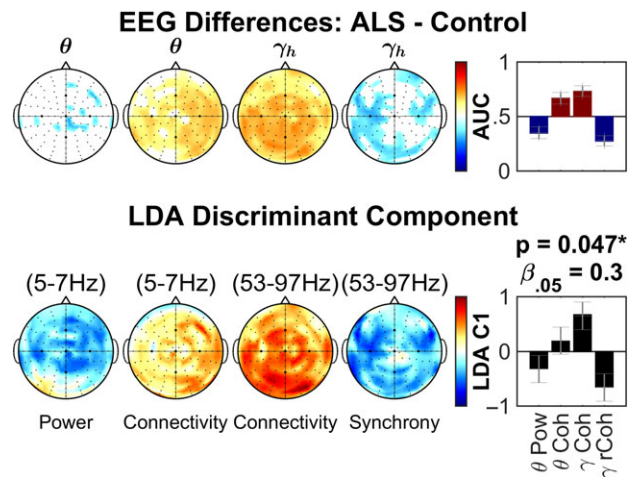 EEG Differences: ALS - Control
θ θ γh γh
1
.5
0
AUC
LDA Discriminant Component
p = 0.047*
β.05 = 0.3
(5-7Hz) (5-7Hz) (53-97Hz) (53-97Hz)
1
0
−1
LDA C1
Power Connectivity Connectivity Synchrony
θ Pow
θ Coh
γ Coh
γ rCoh